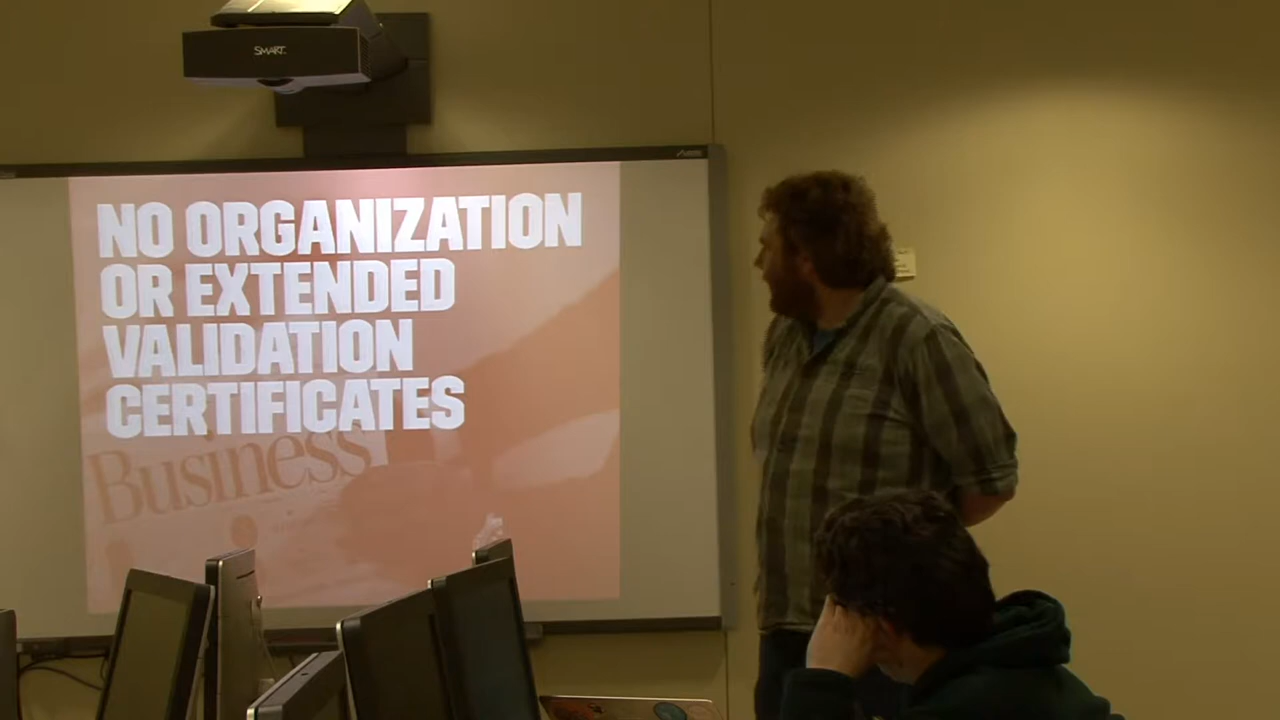 SMART
NO ORGANIZATION
OR EXTENDED
VALIDATION
CERTIFICATES
Business